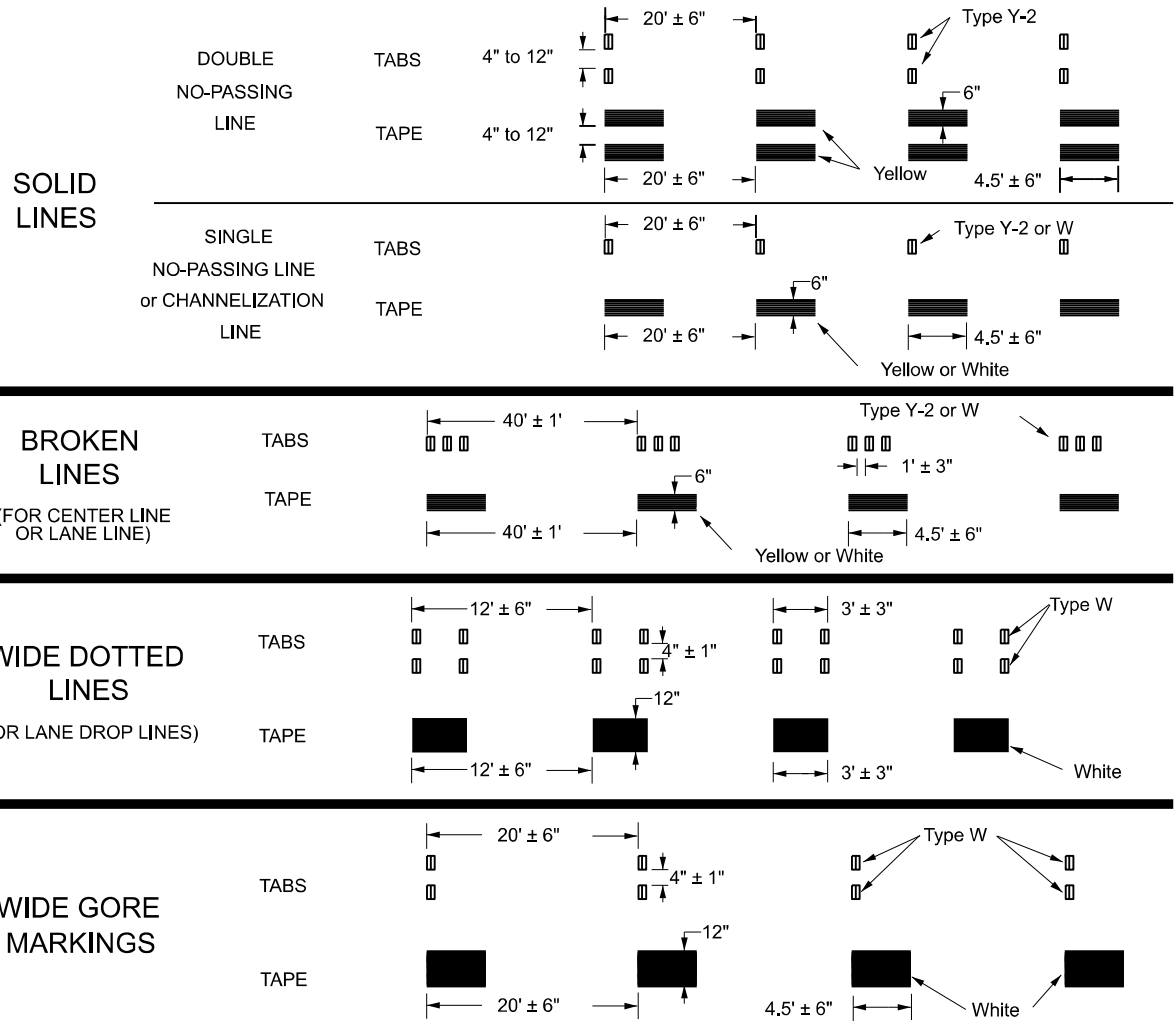 SOLID
LINES
DOUBLE
NO-PASSING
LINE
TABS
4" to 12"
20' ± 6"
Type Y-2
TAPE
4" to 12"
6"
Yellow
20' ± 6"
4.5' ± 6"
SINGLE
NO-PASSING LINE
or CHANNELIZATION
LINE
TABS
20' ± 6"
Type Y-2 or W
TAPE
6"
20' ± 6"
4.5' ± 6"
Yellow or White
BROKEN
LINES
(FOR CENTER LINE
OR LANE LINE)
TABS
40' ± 1'
Type Y-2 or W
1' ± 3"
TAPE
6"
40' ± 1'
4.5' ± 6"
Yellow or White
WIDE DOTTED
LINES
OR LANE DROP LINES)
TABS
12' ± 6"
3' ± 3"
Type W
4" ± 1"
TAPE
12"
12' ± 6"
3' ± 3"
White
WIDE GORE
MARKINGS
TABS
20' ± 6"
Type W
4" ± 1"
TAPE
12"
20' ± 6"
4.5' ± 6"
White